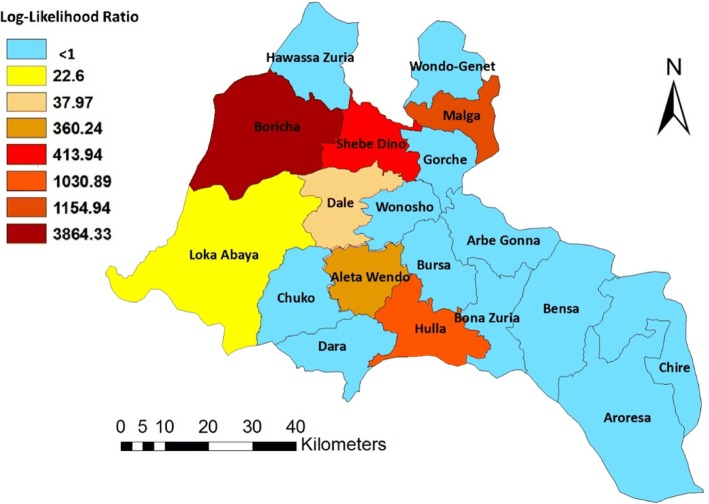 Log-Likelihood Ratio
<1
22.6
37.97
360.24
413.94
1030.89
1154.94
3864.33
Hawassa Zuria
Wondo-Genet
N
Malga
Boricha
Shebe Dino
Gorche
Dale
Wonosho
Arbe Gonna
Loka Abaya
Bursa
Aleta Wendo
Chuko
Bensa
Bona Zuria
Hulla
Dara
Chire
Aroresa
0 5 10 20 30 40
Kilometers